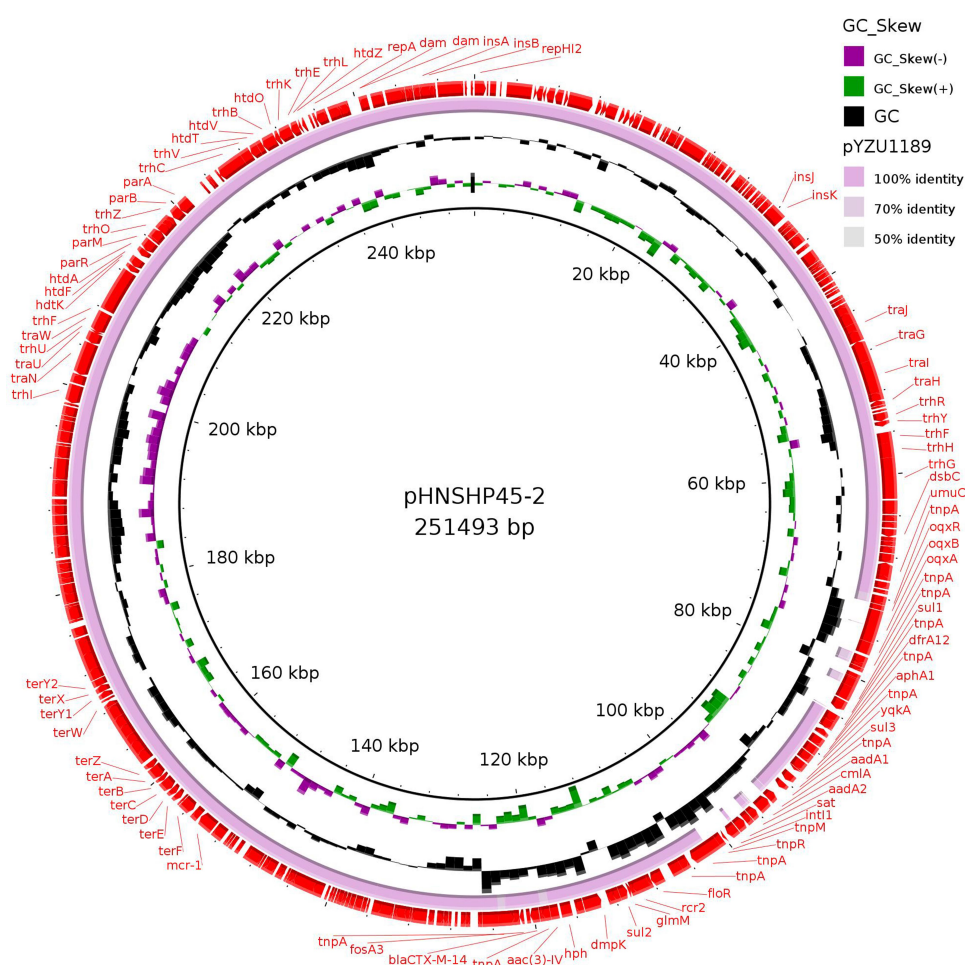 GC_Skew
GC_Skew(-)
GC_Skew(+)
GC
pYZU1189
100% identity
70% identity
50% identity
pHNSHP45-2
251493 bp
20 kbp
40 kbp
60 kbp
80 kbp
100 kbp
120 kbp
140 kbp
160 kbp
180 kbp
200 kbp
220 kbp
240 kbp
repHI2
insJ
insK
traJ
traG
traI
traH
trhR
trhY
trhF
trhH
trhG
dsbC
umuC
tnpA
oqxR
oqxB
oqxA
tnpA
tnpA
sul1
tnpA
dfrA12
tnpA
aphA1
tnpA
yqkA
sul3
tnpA
aadA1
cmlA
aadA2
sat
intI1
tnpM
tnpR
tnpA
tnpA
floR
rcr2
glmM
sul2
dmpK
hph
aac(3)-IV
tnpA
blaCTX-M-14
fosA3
tnpA
mcr-1
terF
terE
terD
terC
terB
terA
terZ
terW
terY1
terX
terY2
trhI
traN
traU
trhU
traW
trhF
hdtK
htdF
htdA
parR
parM
trhO
trhZ
parB
parA
trhC
trhV
htdT
htdV
trhB
htdO
trhK
trhE
trhL
htdZ
repA
dam
dam
insA
insB